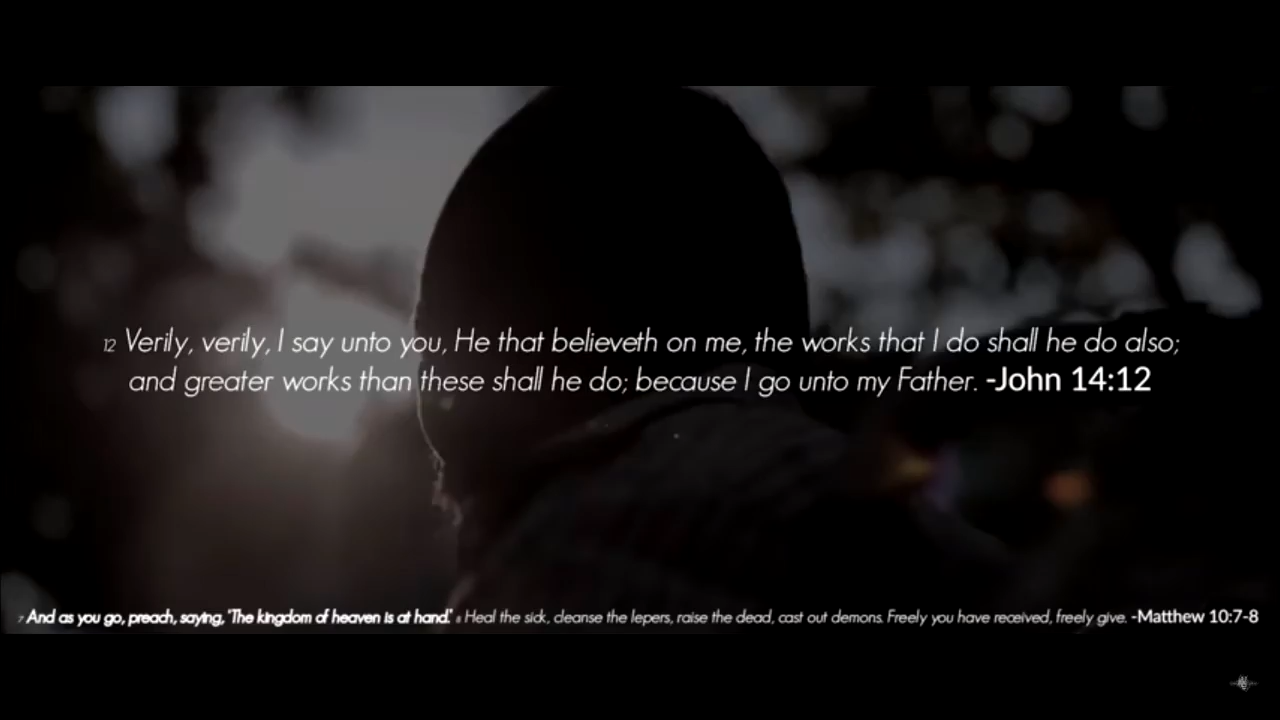 12 Verily, verily, I say unto you, He that believeth on me, the works that I do shall he do also;
and greater works than these shall he do; because I go unto my Father. -John 14:12
7 And as you go, preach, saying, "The kingdom of heaven is at hand." 8 Heal the sick, cleanse the lepers, raise the dead, cast out demons. Freely you have received, freely give. -Matthew 10:7-8